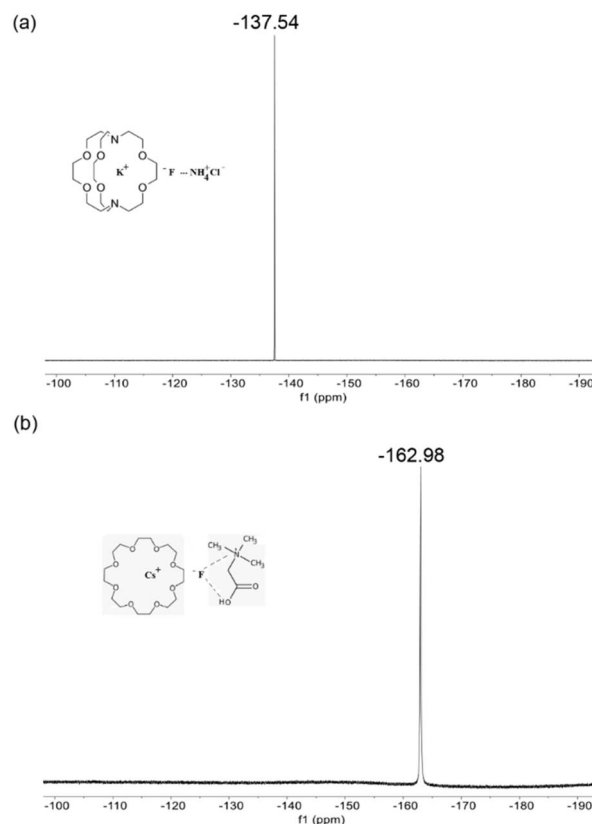 (a)
-137.54
N
O O O
K⁺ ⁻F ... NH₄⁺Cl⁻
O O O
N
-100 -110 -120 -130 -140 -150 -160 -170 -180 -190
f1 (ppm)
(b)
-162.98
O O
CH₃ CH₃
O O N⁺ CH₃
Cs⁺ ⁻F
O O O
O O HO
-100 -110 -120 -130 -140 -150 -160 -170 -180 -190
f1 (ppm)